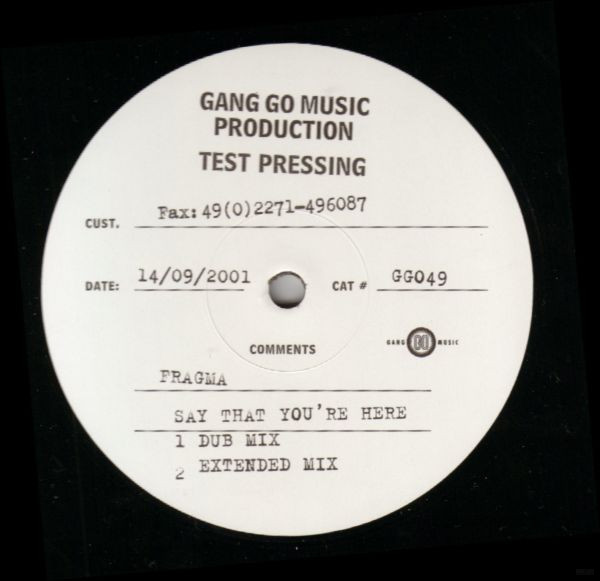 GANG GO MUSIC
PRODUCTION
TEST PRESSING
CUST. Fax: 49(0)2271-496087
DATE: 14/09/2001 CAT # GG049
GANG GO MUSIC
COMMENTS
FRAGMA
SAY THAT YOU'RE HERE
1 DUB MIX
2 EXTENDED MIX